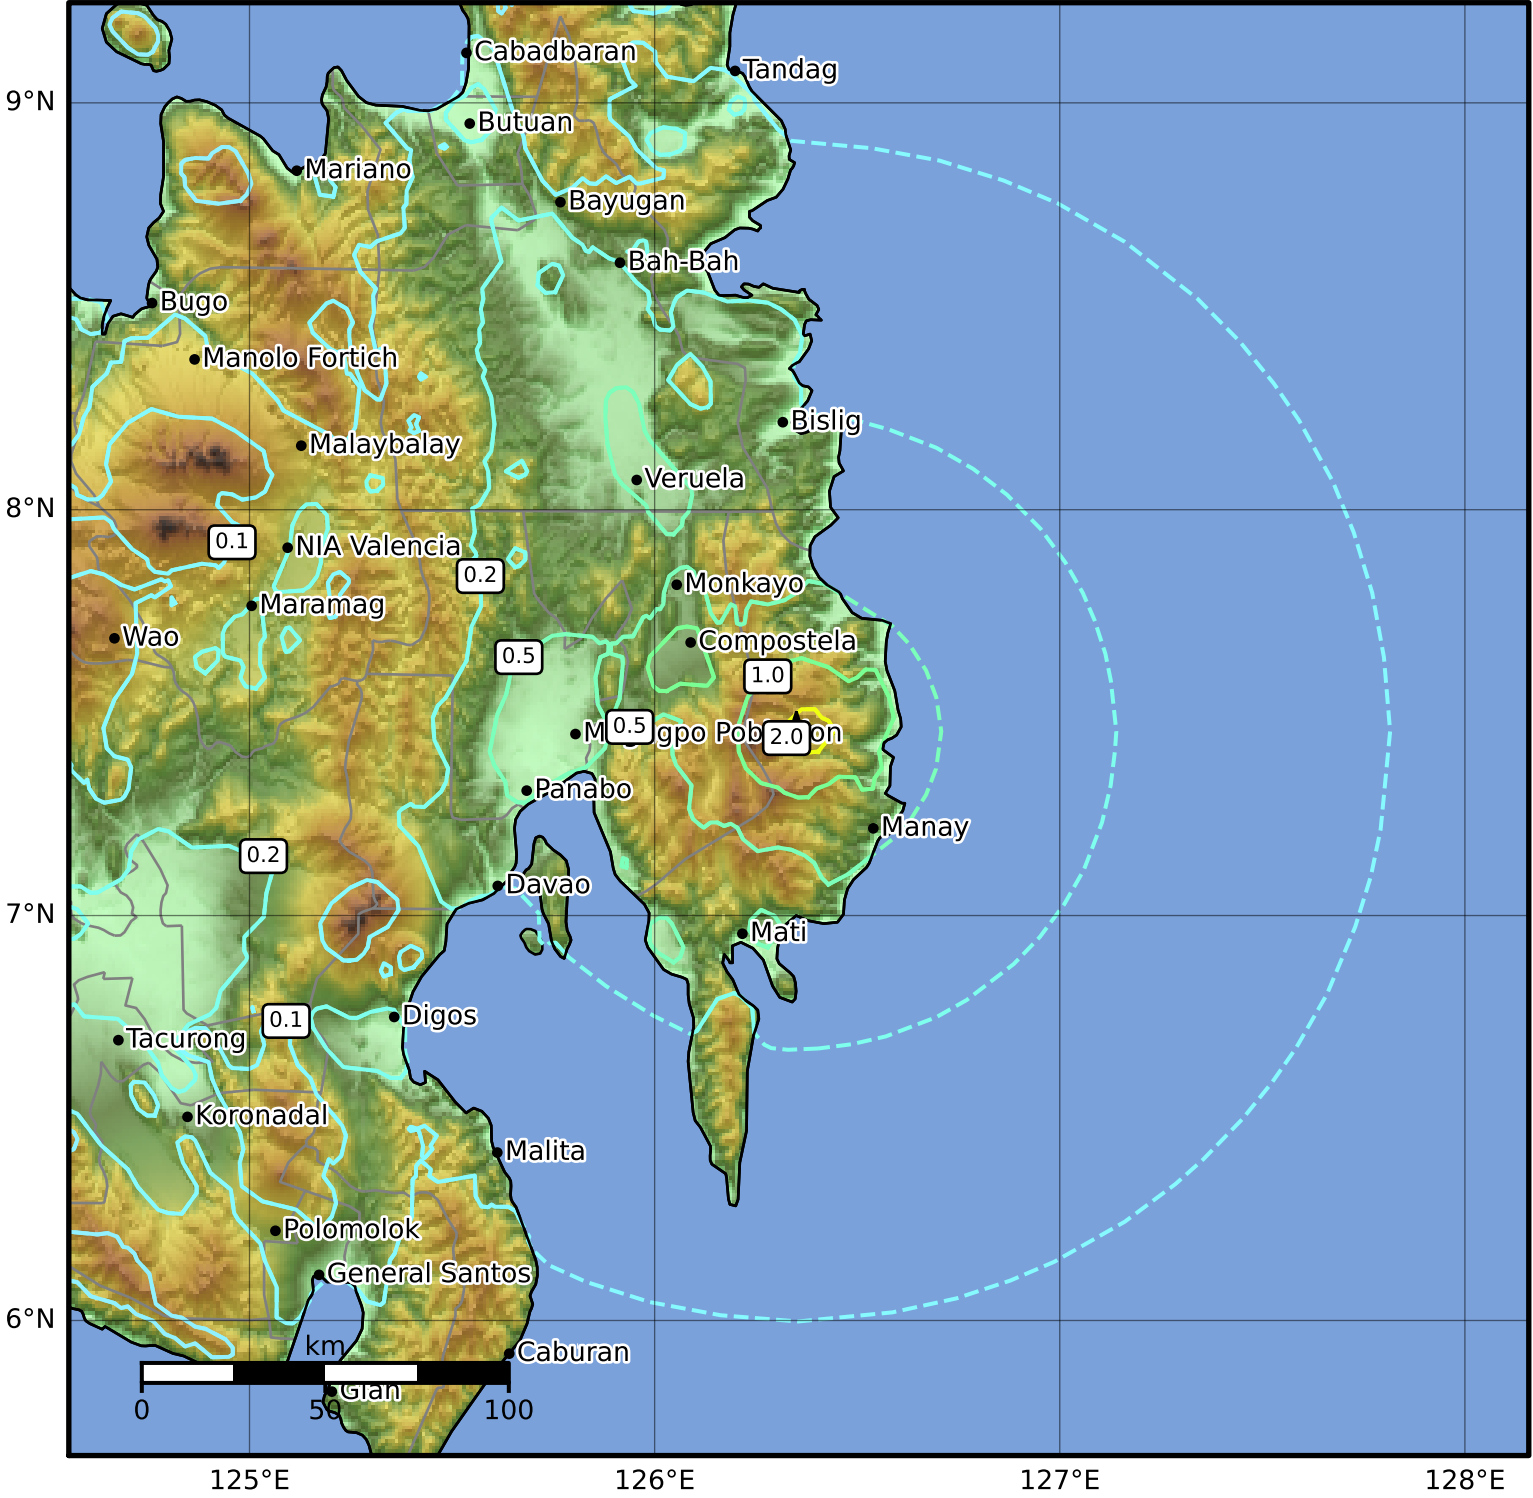 Cabadbaran
Tandag
9°N
Butuan
Mariano
Bayugan
Bah-Bah
Bugo
Manolo Fortich
Bislig
Malaybalay
Veruela
8°N
0.1
NIA Valencia
0.2
Monkayo
Maramag
Wao
Compostela
0.5
1.0
0.5
2.0
Panabo
Manay
0.2
Davao
7°N
Mati
0.1
Digos
Tacurong
Koronadal
Malita
Polomolok
General Santos
6°N
km
Caburan
Glan
0 50 100
125°E 126°E 127°E 128°E